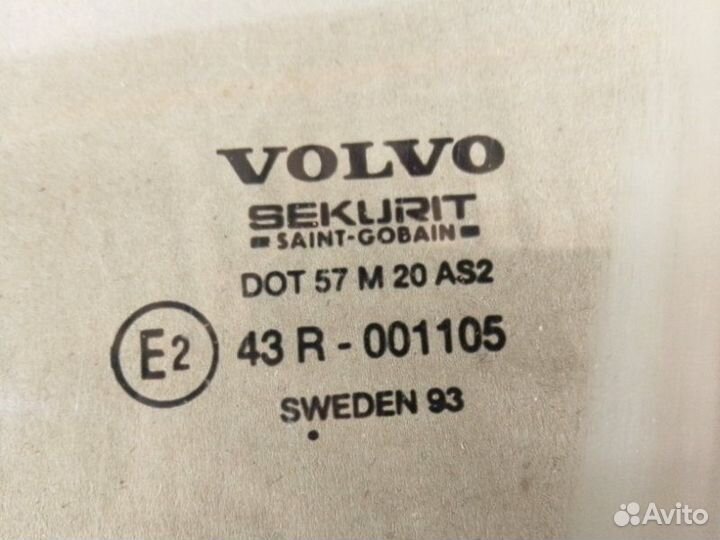 VOLVO
SEKURIT
SAINT-GOBAIN
DOT 57 M 20 AS2
E2 43 R - 001105
SWEDEN 93
Avito